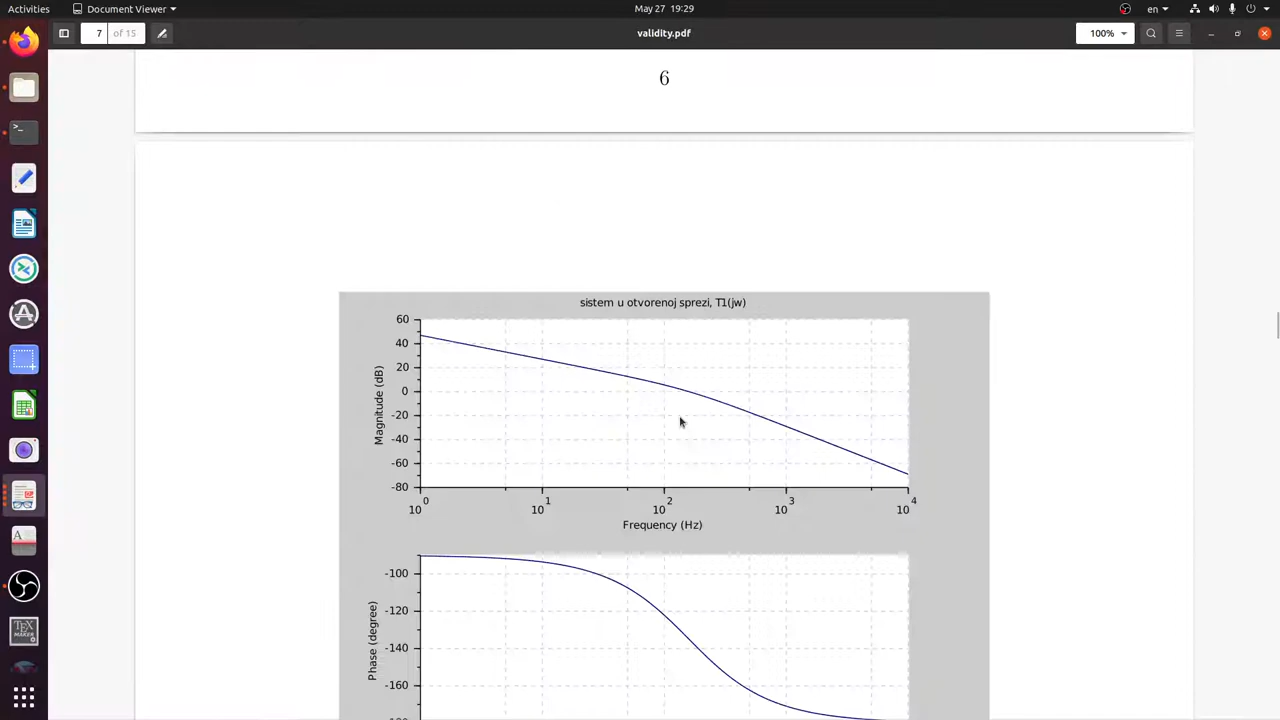 Activities Document Viewer May 27 19:29 en
7 of 15 validity.pdf 100%
6
sistem u otvorenoj sprezi, T1(jw)
60
40
20
0
-20
-40
-60
-80
Magnitude (dB)
10^0 10^1 10^2 10^3 10^4
Frequency (Hz)
-100
-120
-140
-160
Phase (degree)